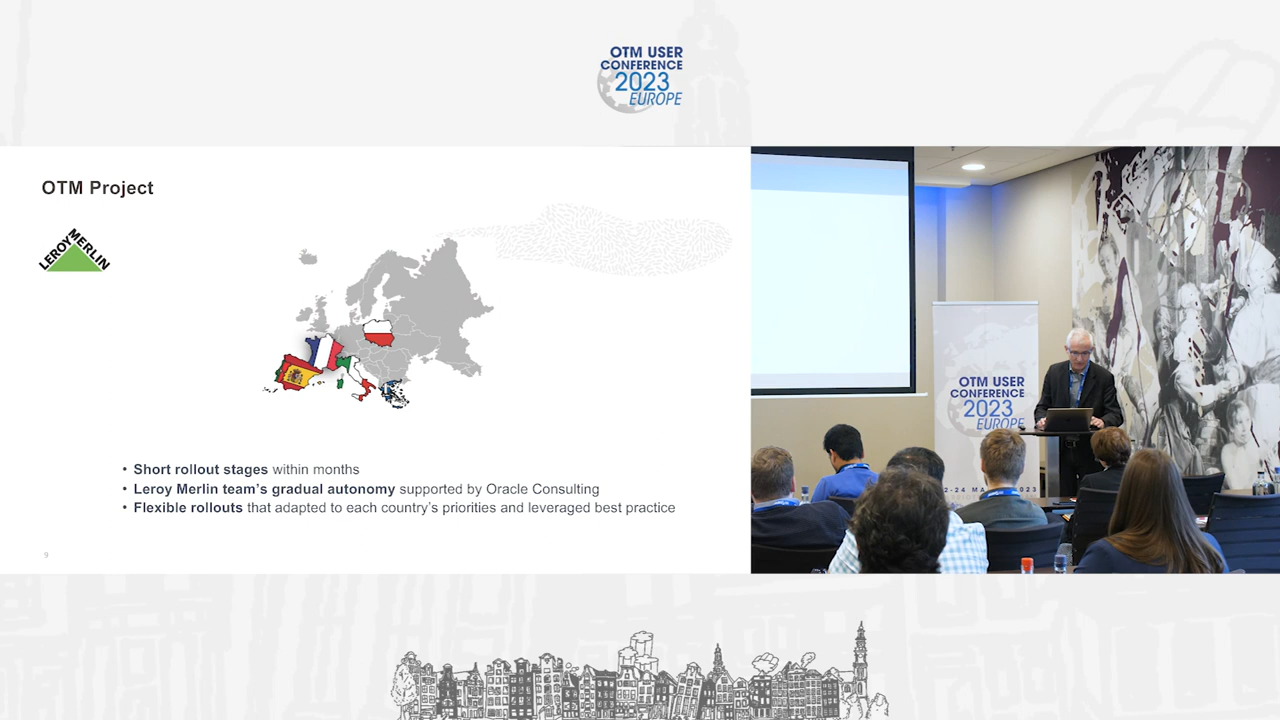 OTM USER
CONFERENCE
2023
EUROPE
OTM Project
LEROY MERLIN
• Short rollout stages within months
• Leroy Merlin team’s gradual autonomy supported by Oracle Consulting
• Flexible rollouts that adapted to each country’s priorities and leveraged best practice
9
OTM USER
CONFERENCE
2023
EUROPE